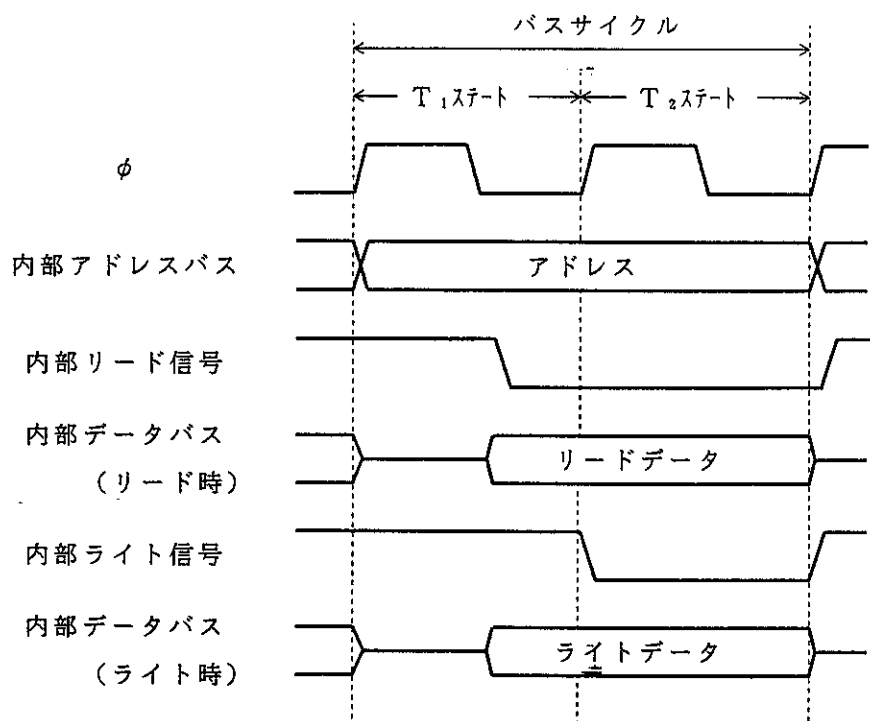 バスサイクル
T₁ステート
T₂ステート
φ
内部アドレスバス
アドレス
内部リード信号
内部データバス
(リード時)
リードデータ
内部ライト信号
内部データバス
(ライト時)
ライトデータ